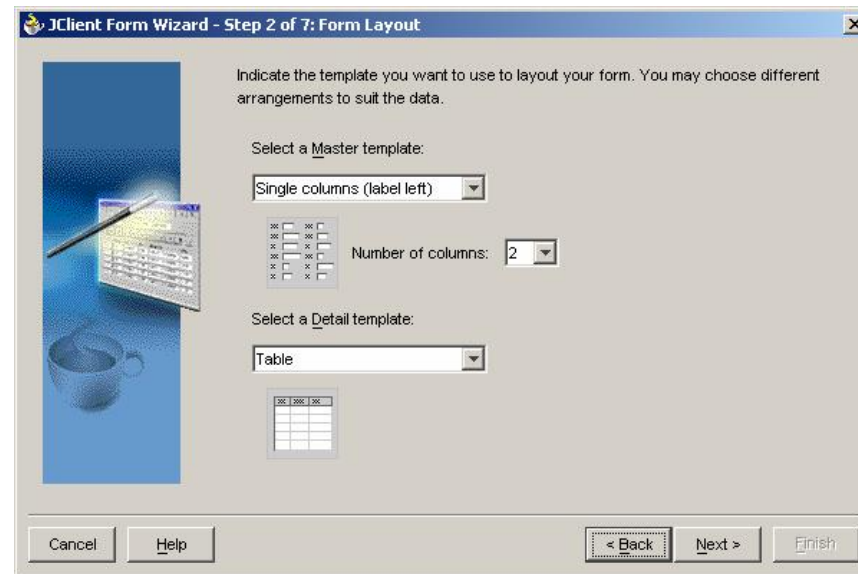 JClient Form Wizard - Step 2 of 7: Form Layout
Indicate the template you want to use to layout your form. You may choose different
arrangements to suit the data.
Select a Master template:
Single columns (label left)
Number of columns: 2
Select a Detail template:
Table
Cancel Help < Back Next > Finish